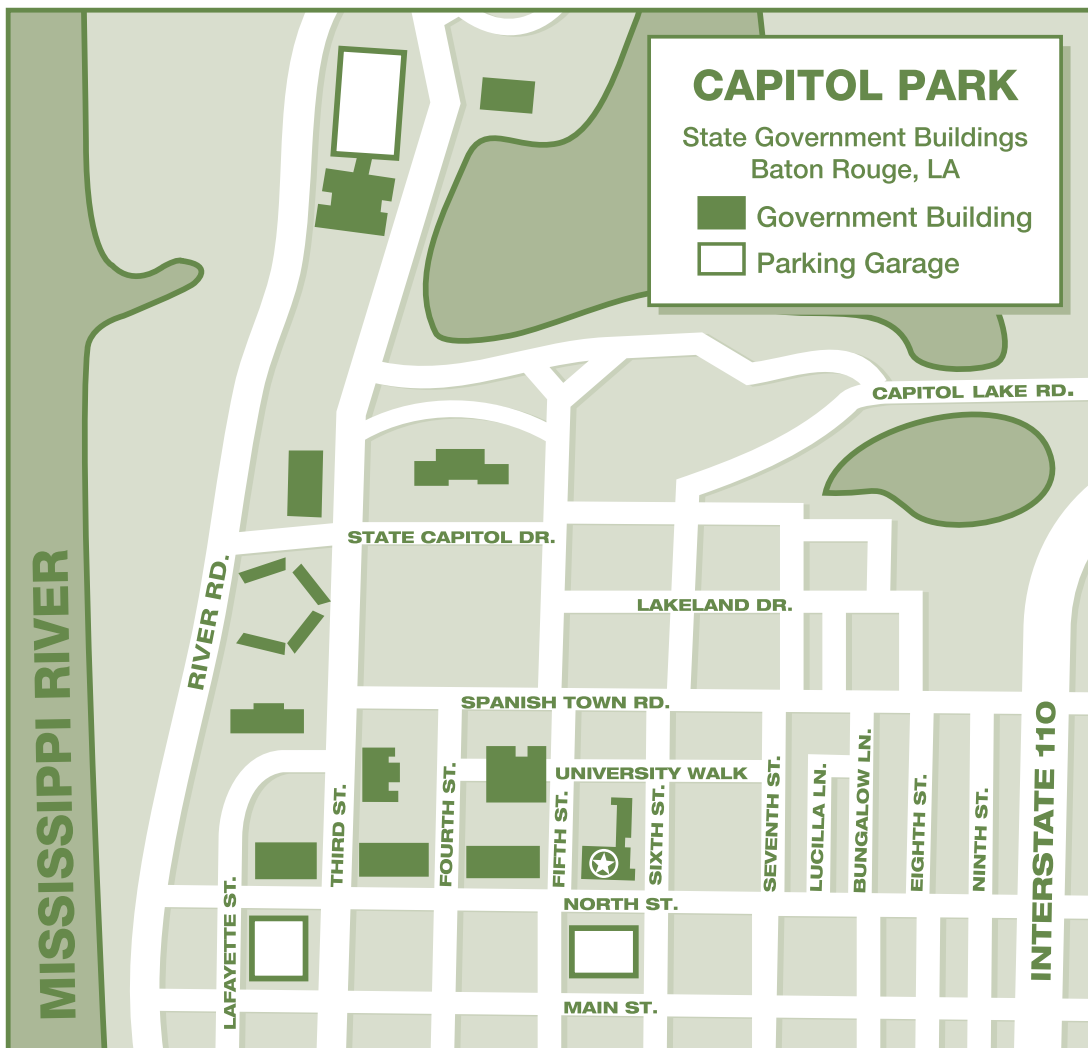 CAPITOL PARK
State Government Buildings
Baton Rouge, LA
Government Building
Parking Garage
CAPITOL LAKE RD.
STATE CAPITOL DR.
RIVER RD.
LAKELAND DR.
MISSISSIPPI RIVER
SPANISH TOWN RD.
UNIVERSITY WALK
THIRD ST.
FOURTH ST.
FIFTH ST.
SIXTH ST.
SEVENTH ST.
LUCILLA LN.
BUNGALOW LN.
EIGHTH ST.
NINTH ST.
INTERSTATE 110
LAFAYETTE ST.
NORTH ST.
MAIN ST.